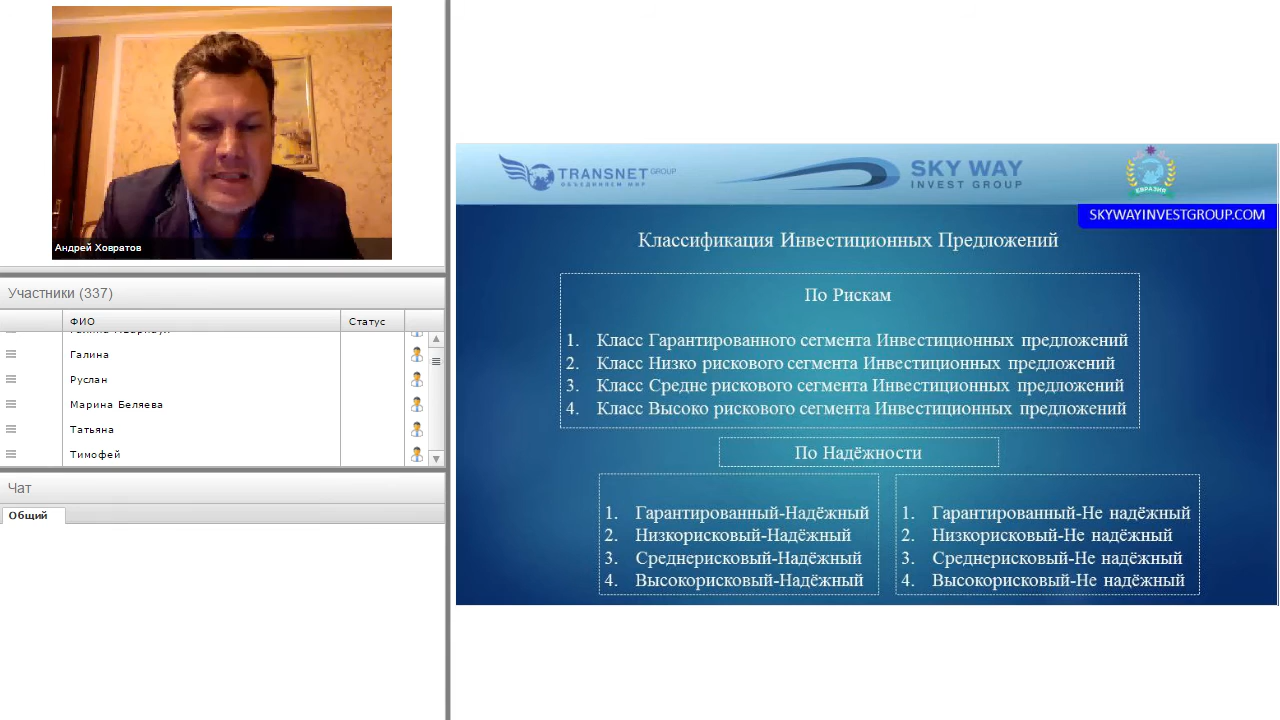 Андрей Ховратов
Участники (337)
ФИО
Статус
Галина
Руслан
Марина Беляева
Татьяна
Тимофей
Чат
Общий
TRANSNET GROUP
ОБЪЕДИНЯЕМ МИР
SKY WAY
INVEST GROUP
ЕВРАЗИЯ
SKYWAYINVESTGROUP.COM
Классификация Инвестиционных Предложений
По Рискам
1. Класс Гарантированного сегмента Инвестиционных предложений
2. Класс Низко рискового сегмента Инвестиционных предложений
3. Класс Средне рискового сегмента Инвестиционных предложений
4. Класс Высоко рискового сегмента Инвестиционных предложений
По Надёжности
1. Гарантированный-Надёжный
2. Низкорисковый-Надёжный
3. Среднерисковый-Надёжный
4. Высокорисковый-Надёжный
1. Гарантированный-Не надёжный
2. Низкорисковый-Не надёжный
3. Среднерисковый-Не надёжный
4. Высокорисковый-Не надёжный